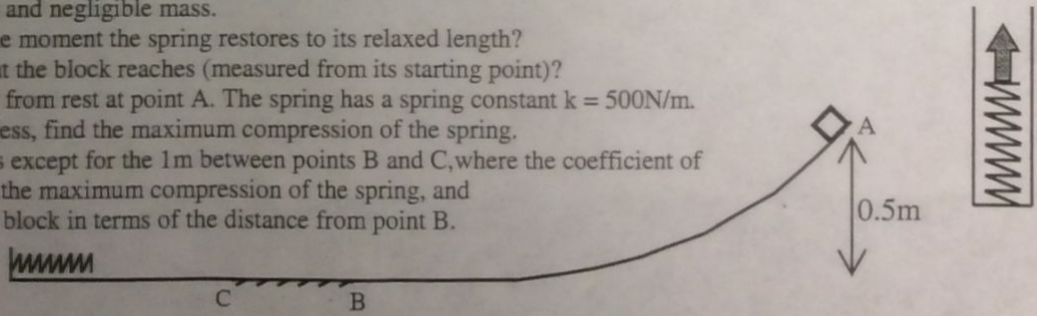 and negligible mass.
e moment the spring restores to its relaxed length?
t the block reaches (measured from its starting point)?
from rest at point A. The spring has a spring constant k = 500N/m.
ess, find the maximum compression of the spring.
s except for the 1m between points B and C,where the coefficient of
the maximum compression of the spring, and
block in terms of the distance from point B.
A
0.5m
C
B